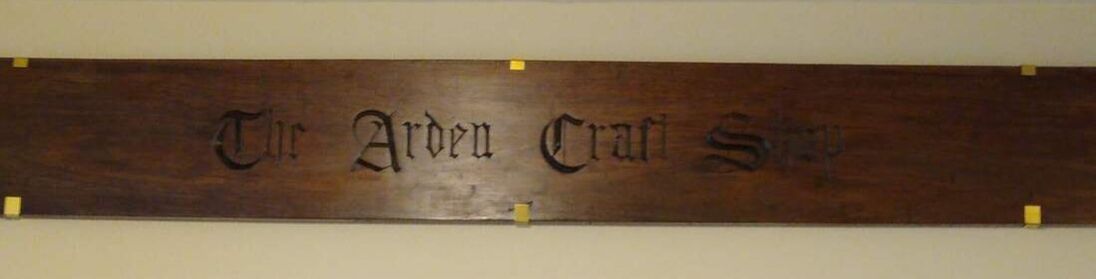 The Arden Craft Shop